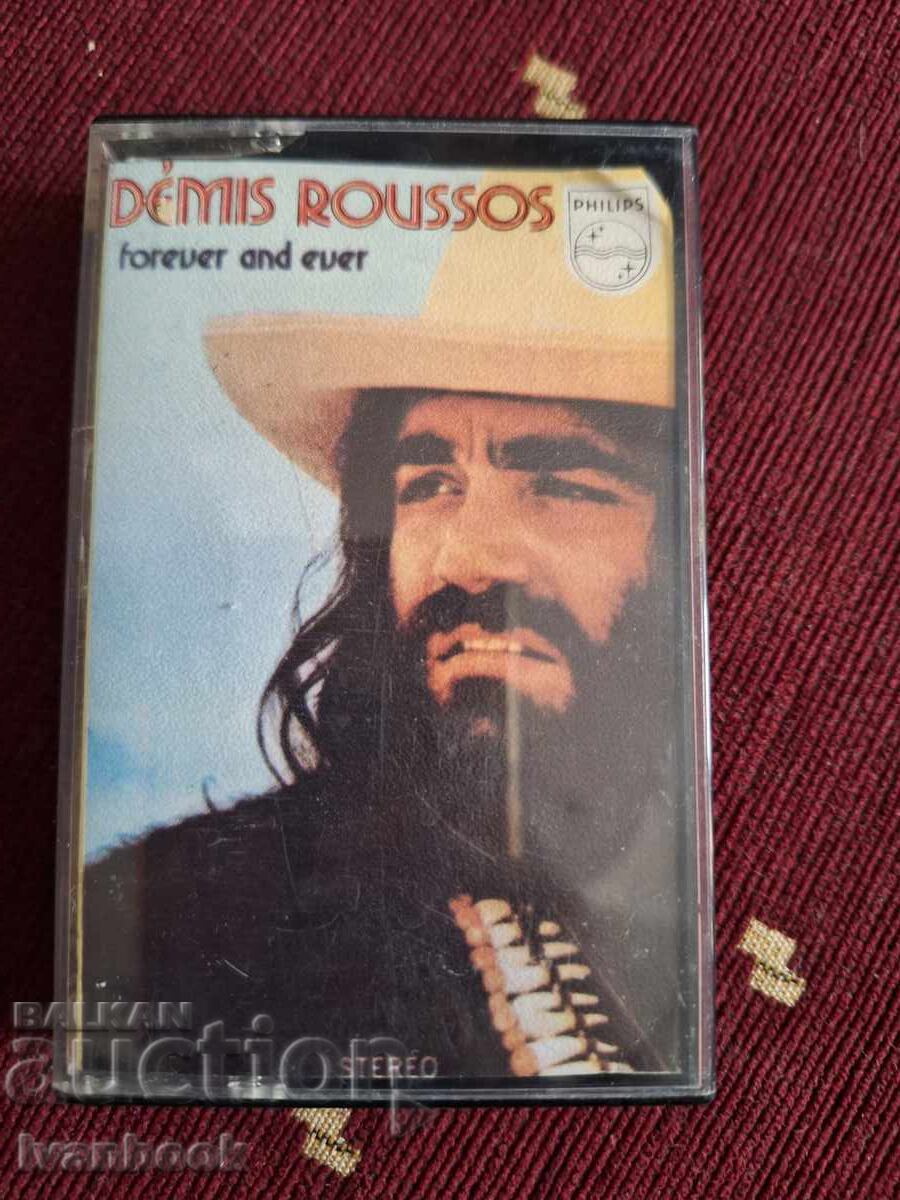 DÉMIS ROUSSOS
PHILIPS
forever and ever
STEREO
BALKAN
auction
Ivanbook